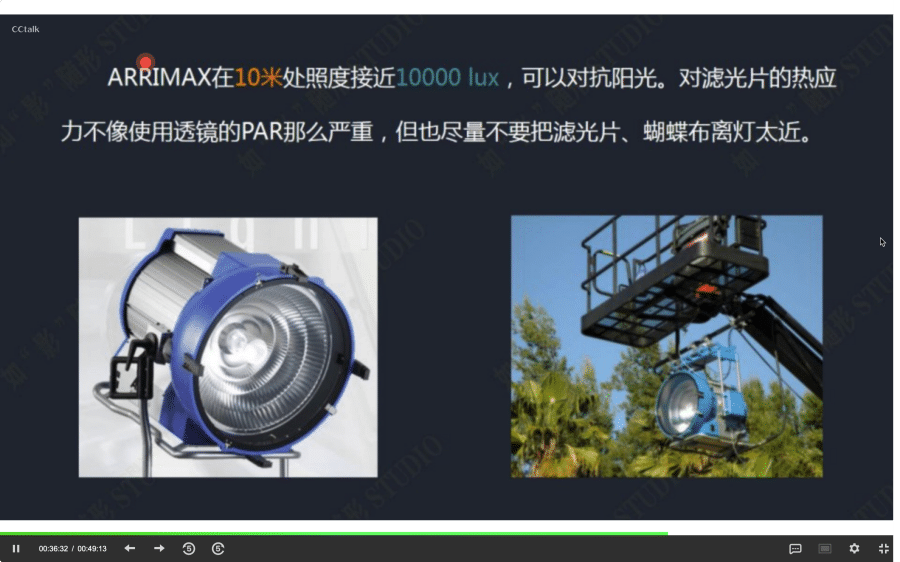 CCtalk
ARRIMAX在10米处照度接近10000 lux，可以对抗阳光。对滤光片的热应
力不像使用透镜的PAR那么严重，但也尽量不要把滤光片、蝴蝶布离灯太近。
Light
00:36:32 / 00:49:13
5
5